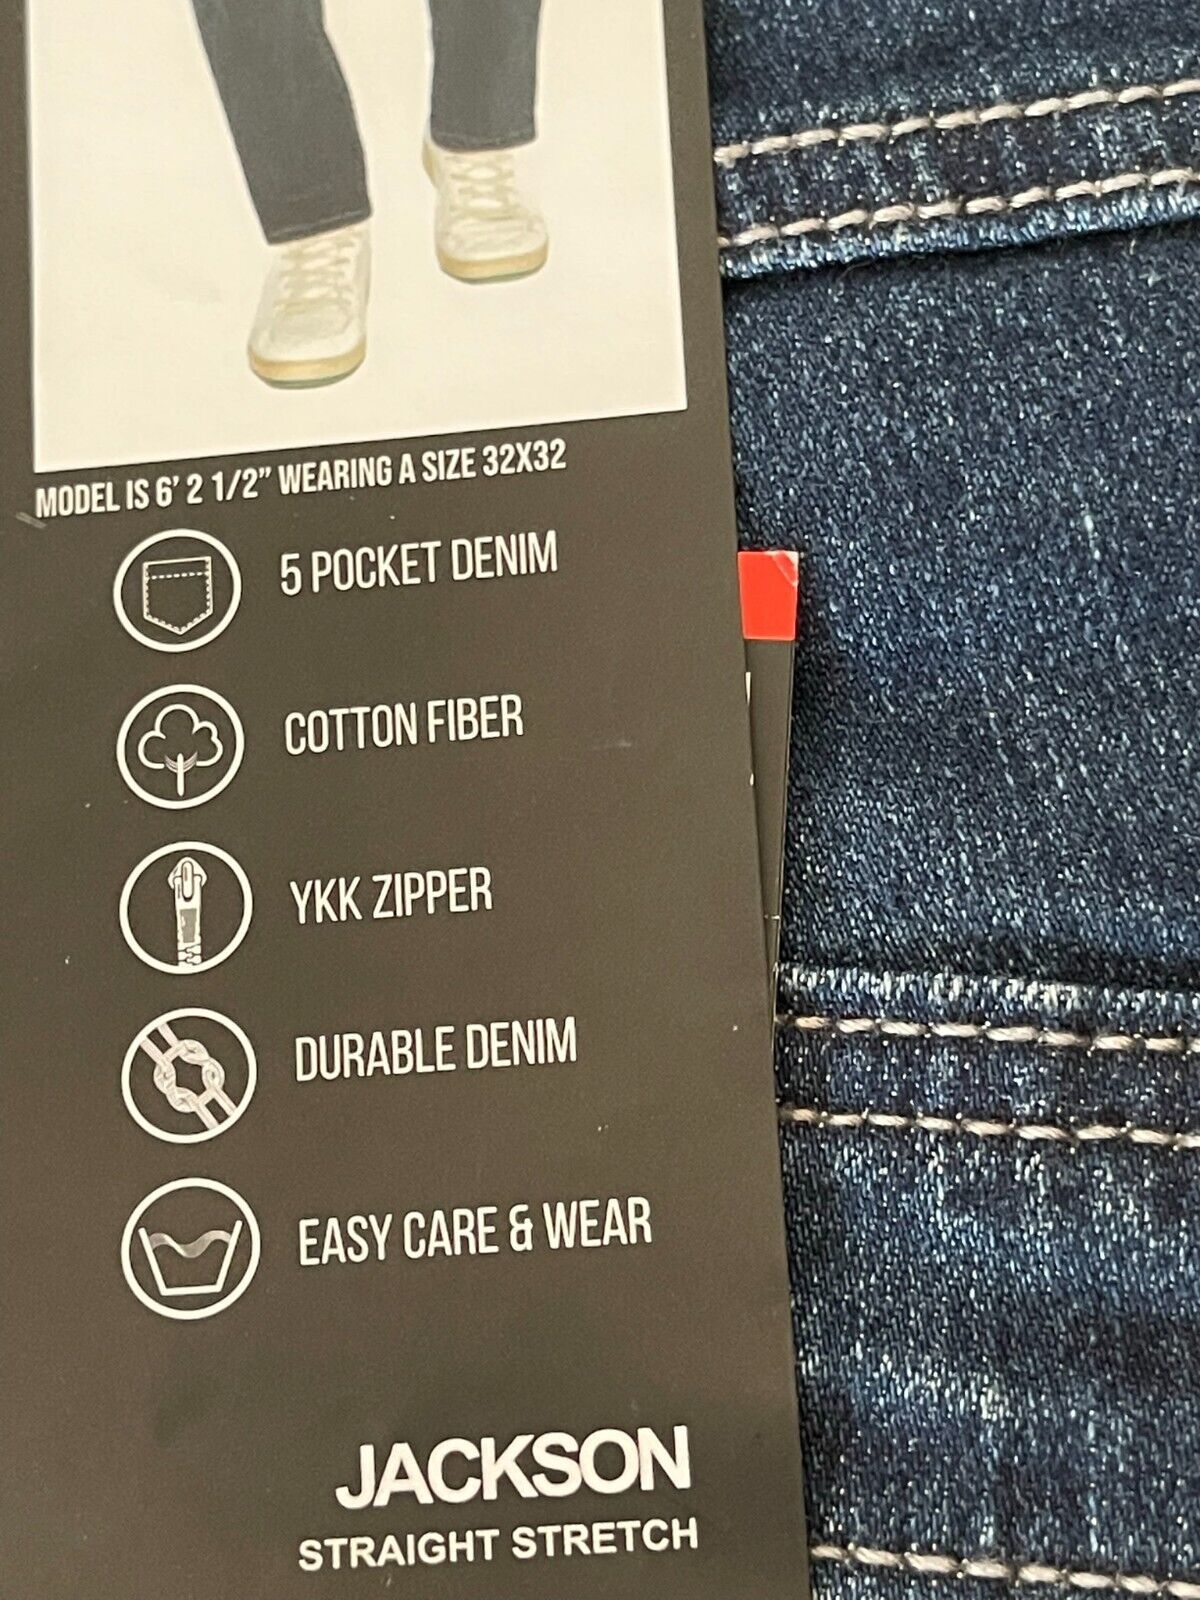 MODEL IS 6' 2 1/2" WEARING A SIZE 32X32
5 POCKET DENIM
COTTON FIBER
YKK ZIPPER
DURABLE DENIM
EASY CARE & WEAR
JACKSON
STRAIGHT STRETCH